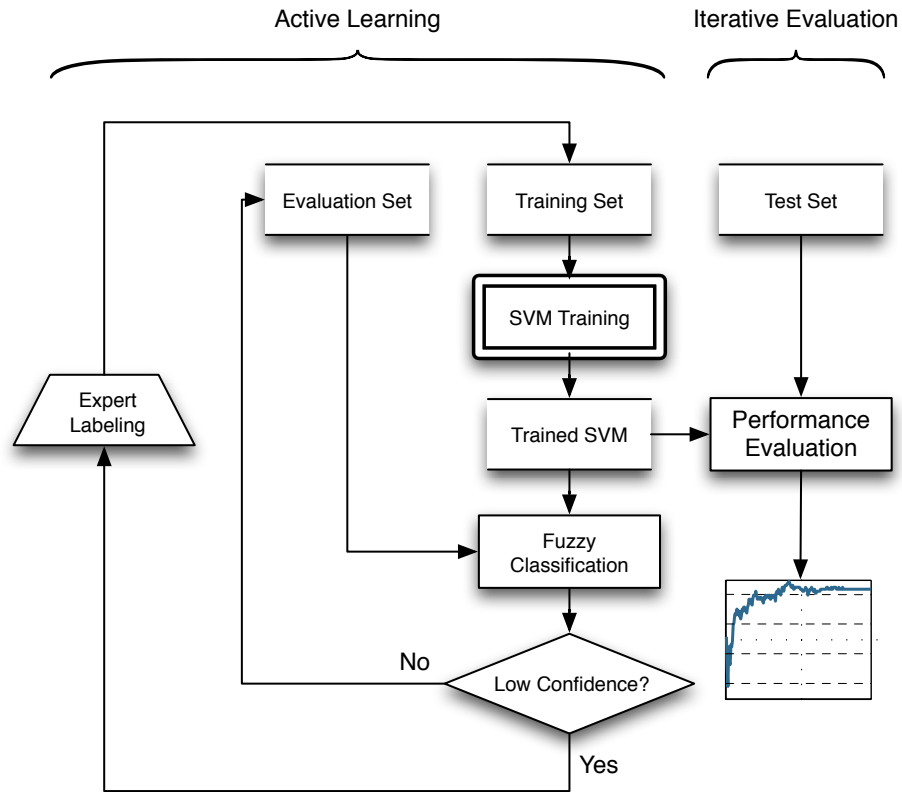 Active Learning
Iterative Evaluation
Evaluation Set
Training Set
Test Set
SVM Training
Expert
Labeling
Trained SVM
Performance
Evaluation
Fuzzy
Classification
No
Low Confidence?
Yes